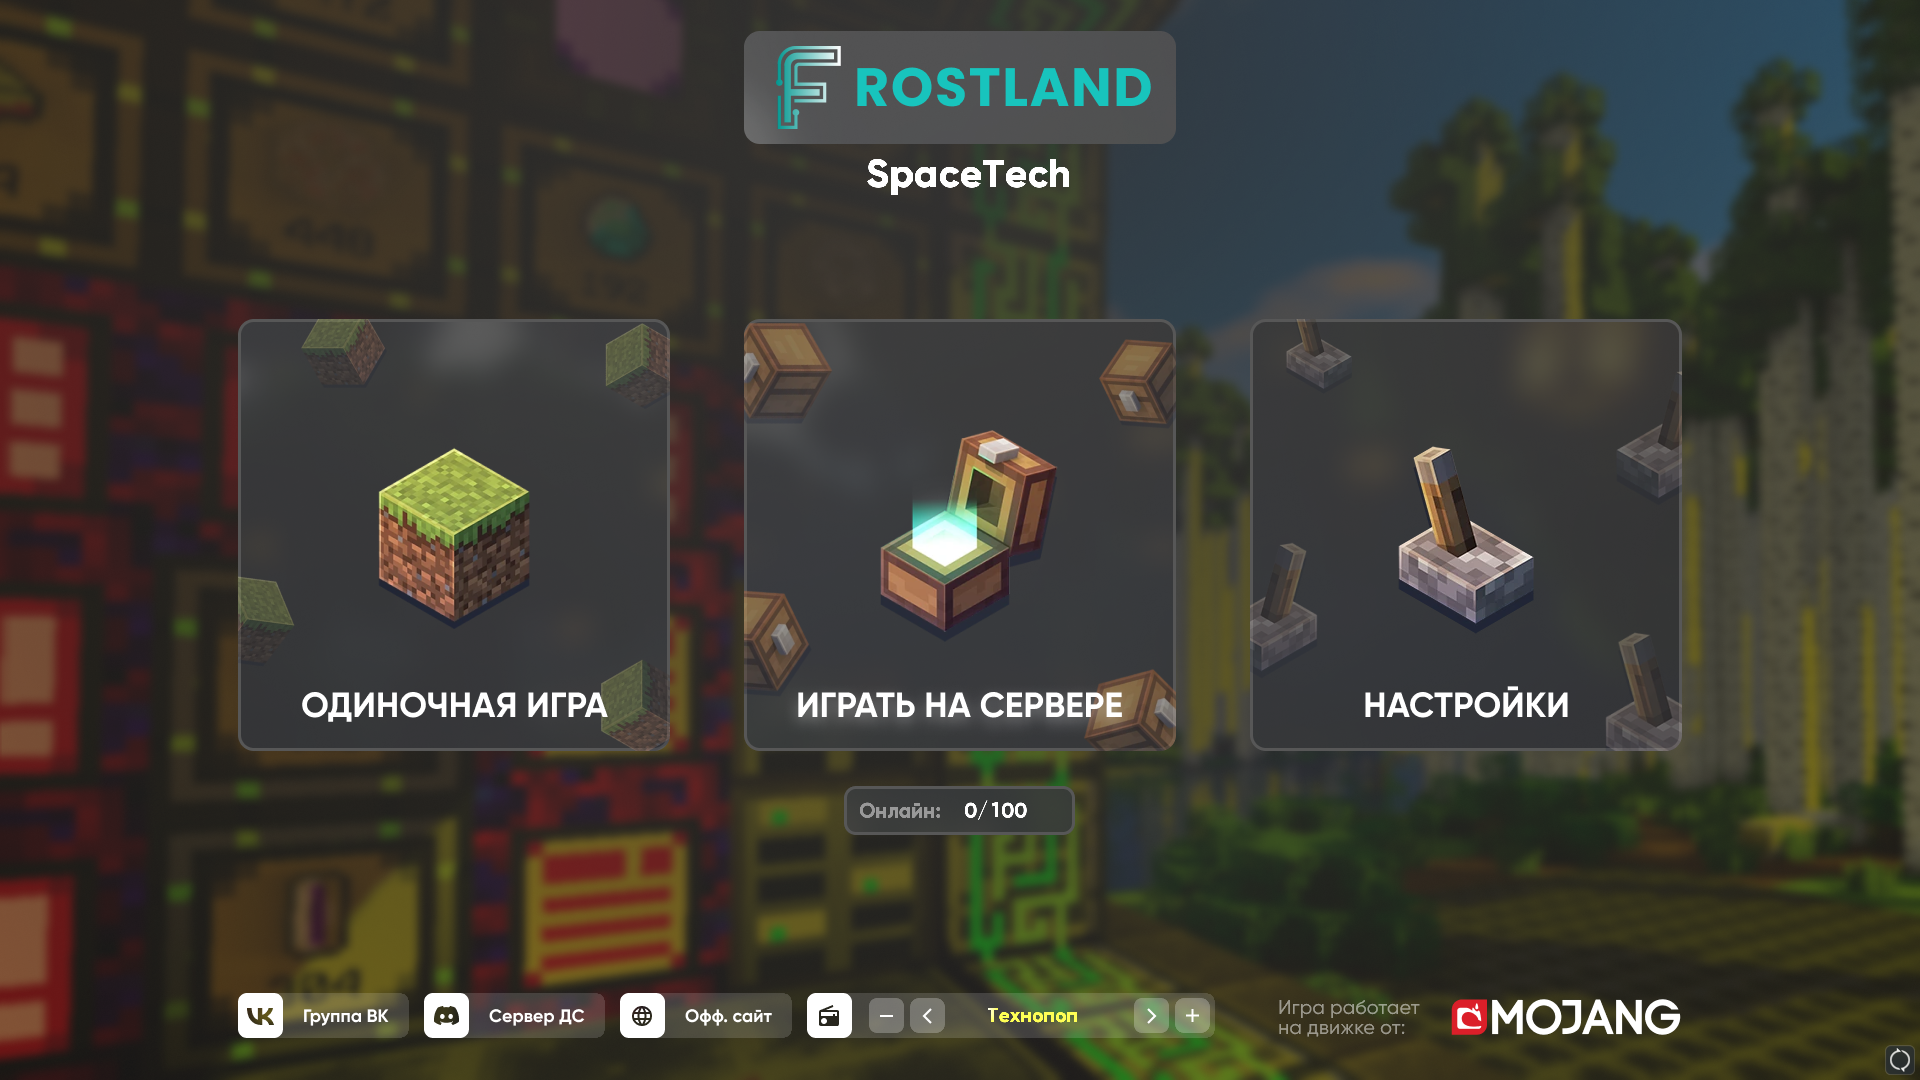 FROSTLAND
SpaceTech
ОДИНОЧНАЯ ИГРА
ИГРАТЬ НА СЕРВЕРЕ
НАСТРОЙКИ
Онлайн: 0/100
Группа ВК
Сервер ДС
Офф. сайт
Технопоп
Игра работает
на движке от:
MOJANG